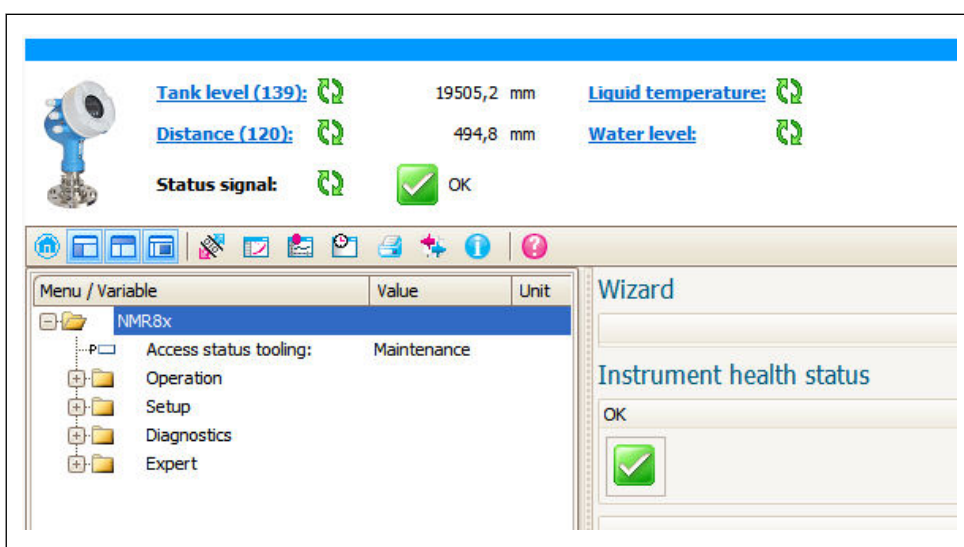 Tank level (139): 19505,2 mm Liquid temperature:
Distance (120): 494,8 mm Water level:
Status signal: OK
Menu / Variable Value Unit
NMR8x
P Access status tooling: Maintenance
Operation
Setup
Diagnostics
Expert
Wizard
Instrument health status
OK